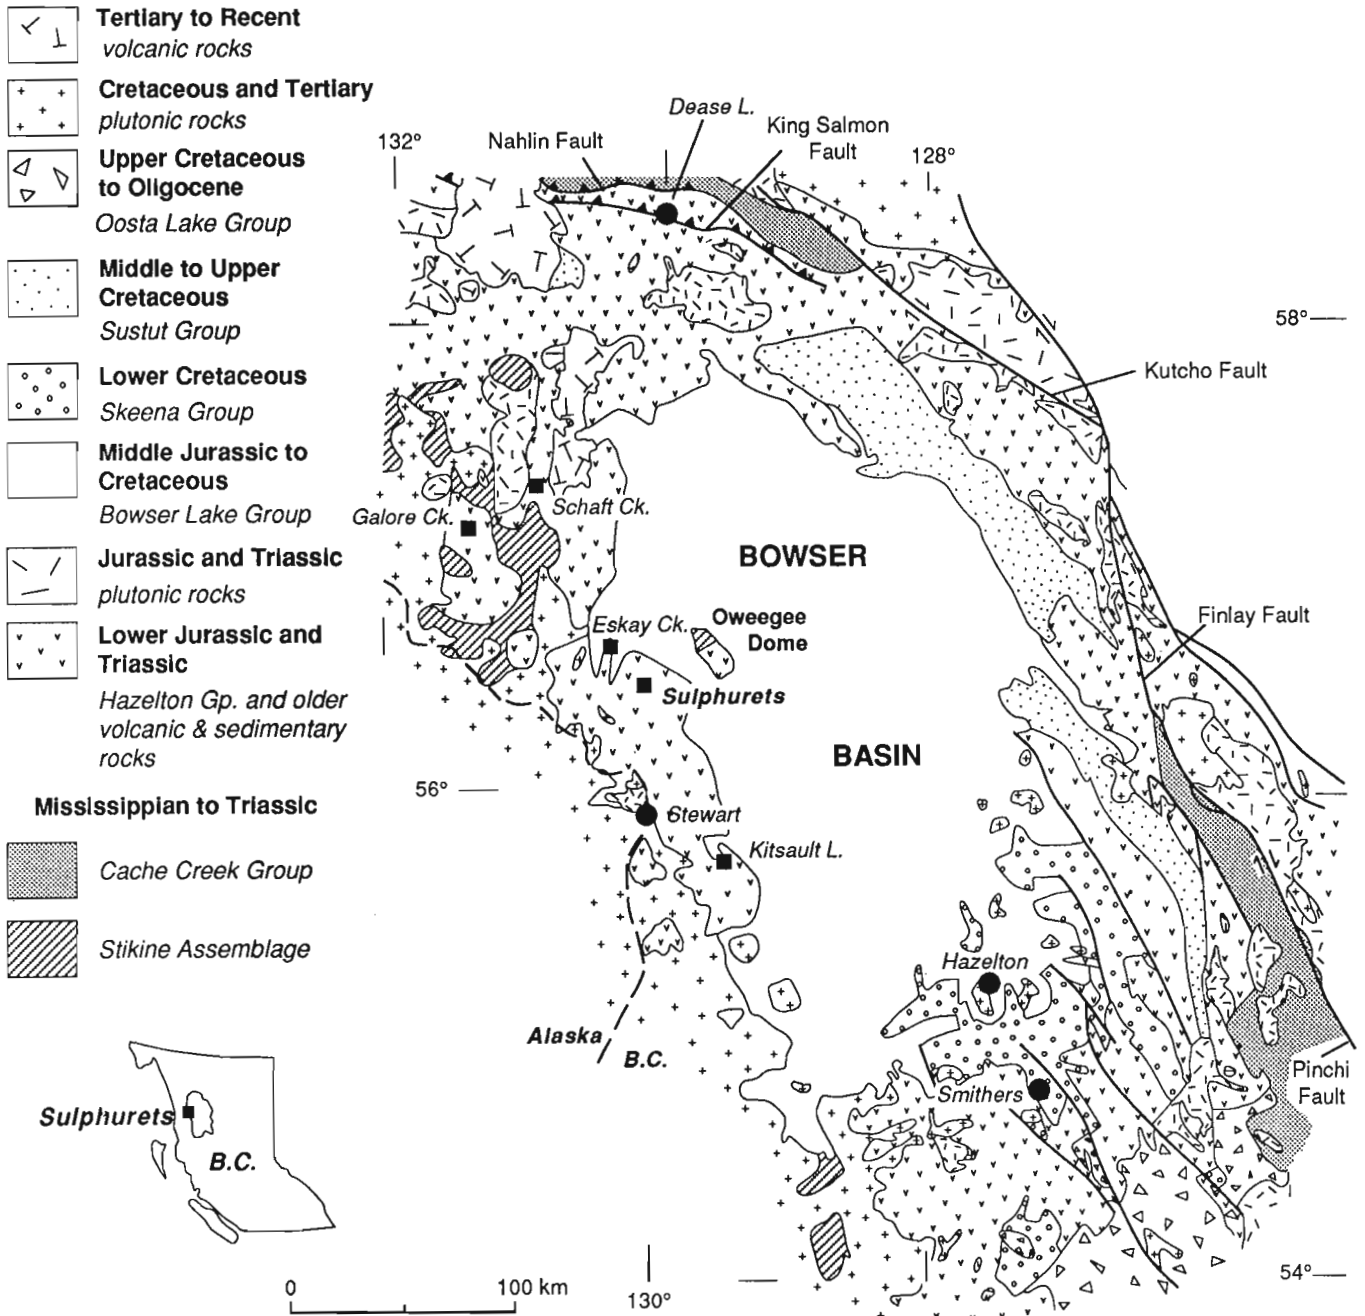 Tertiary to Recent
volcanic rocks
Cretaceous and Tertiary
plutonic rocks
Upper Cretaceous
to Oligocene
Oosta Lake Group
Middle to Upper
Cretaceous
Sustut Group
Lower Cretaceous
Skeena Group
Middle Jurassic to
Cretaceous
Bowser Lake Group
Jurassic and Triassic
plutonic rocks
Lower Jurassic and
Triassic
Hazelton Gp. and older
volcanic & sedimentary
rocks
Mississippian to Triassic
Cache Creek Group
Stikine Assemblage
Sulphurets
B.C.
0
100 km
132°
Nahlin Fault
Dease L.
King Salmon
Fault
128°
58°
Kutcho Fault
Galore Ck.
Schaft Ck.
BOWSER
Eskay Ck.
Oweegee
Dome
Finlay Fault
Sulphurets
BASIN
56°
Stewart
Kitsault L.
Hazelton
Alaska
B.C.
Smithers
Pinchi
Fault
54°
130°